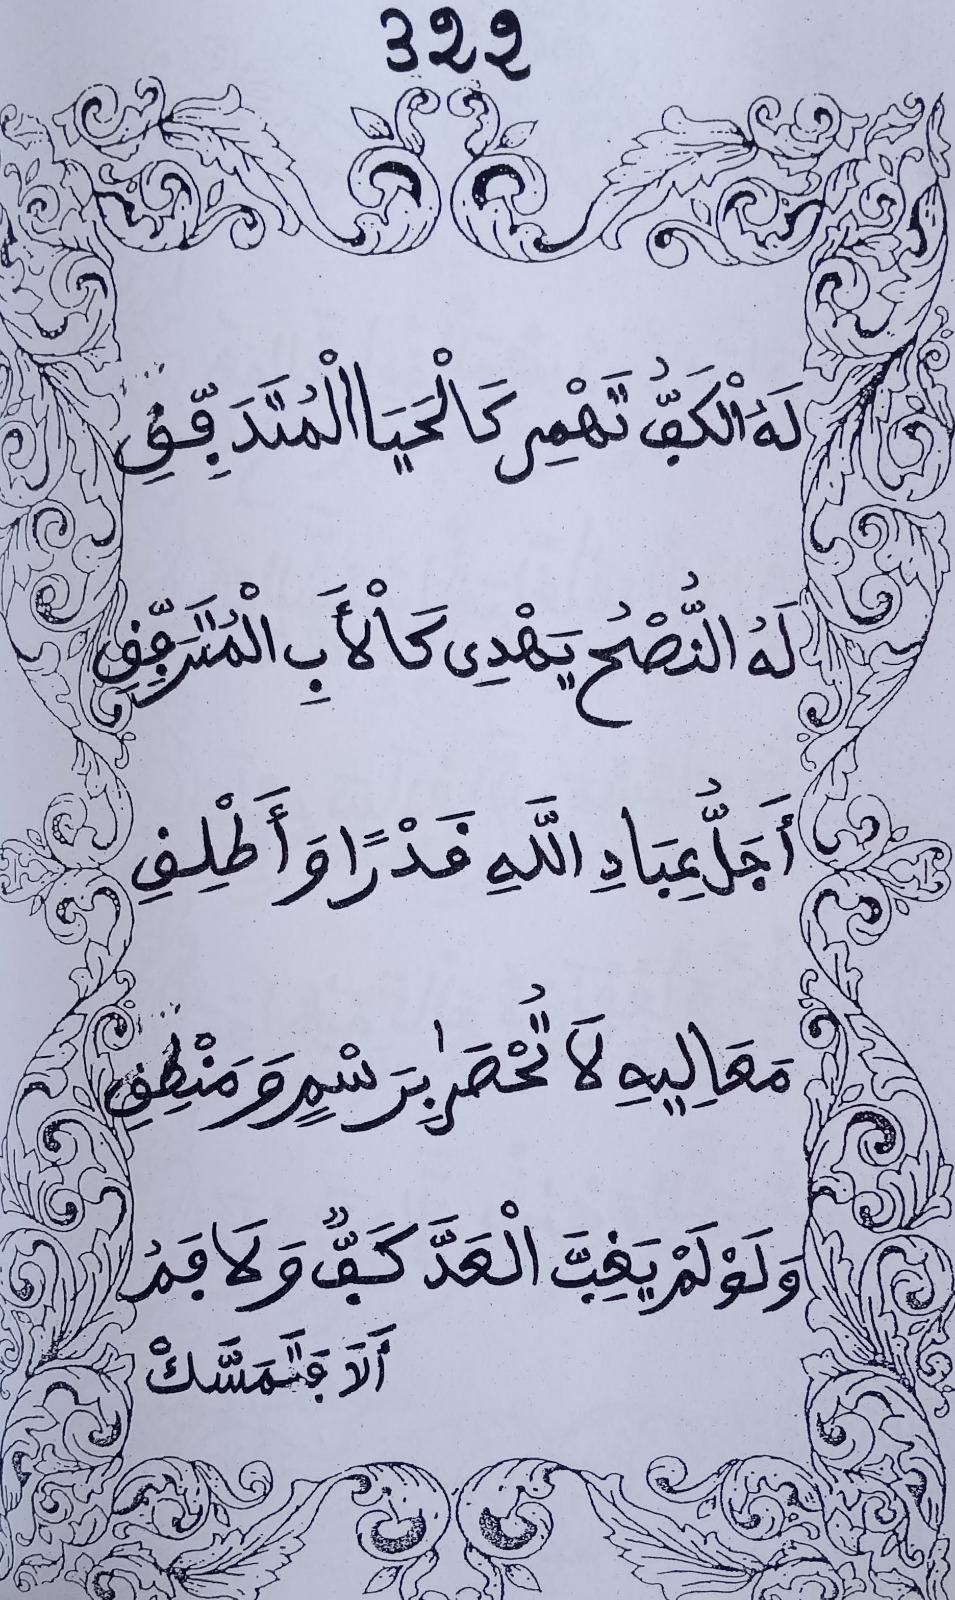 322
لَهُ الْكَفُّ تَهْمِي كَالْحَيَا الْمُتَدَفِّقِ
لَهُ النُّصْحُ يَهْدِى كَالْأَبِ الْمُتَرَفِّقِ
أَجَلُّ عِبَادِ اللَّهِ قَدْرًا وَأَطْلِقِ
مَعَالِيهِ لَا تُحْصَى بِرَسْمٍ وَمَنْطِقِ
وَلَوْ لَمْ يَغِبَّ الْعَدَّ كَفٌّ وَلَا فَمُ
أَلَا فَتَمَسَّكْ